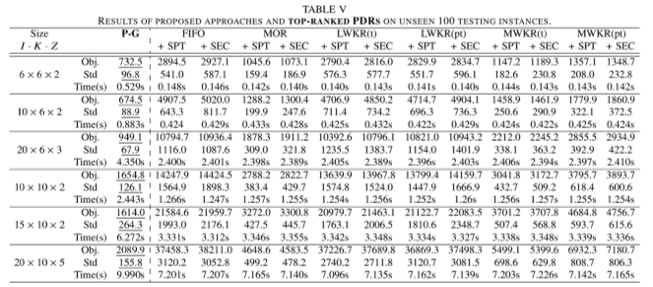 TABLE V
RESULTS OF PROPOSED APPROACHES AND TOP-RANKED PDRS ON UNSEEN 100 TESTING INSTANCES.
Size P-G FIFO MOR LWKR(t) LWKR(pt) MWKR(t) MWKR(pt)
I · K · Z + SPT + SEC + SPT + SEC + SPT + SEC + SPT + SEC + SPT + SEC + SPT + SEC
Obj. 732.5 2894.5 2927.1 1045.6 1073.1 2790.4 2816.0 2829.9 2834.7 1147.2 1189.3 1357.1 1348.7
6 x 6 x 2 Std 96.8 541.0 587.1 159.4 186.9 576.3 577.7 551.7 596.1 182.6 230.8 208.0 232.8
Time(s) 0.529s 0.148s 0.146s 0.142s 0.140s 0.140s 0.143s 0.141s 0.140s 0.144s 0.143s 0.143s 0.142s
Obj. 674.5 4907.5 5020.0 1288.2 1300.4 4706.9 4850.2 4714.7 4904.1 1458.9 1461.9 1779.9 1860.9
10 x 6 x 2 Std 88.9 643.3 811.7 199.9 247.6 711.4 734.2 696.3 736.3 250.6 290.9 322.1 372.5
Time(s) 0.883s 0.424 0.429s 0.433s 0.428s 0.425s 0.432s 0.422s 0.429s 0.424s 0.422s 0.425s 0.424s
Obj. 949.1 10794.7 10936.4 1878.3 1911.2 10392.6 10796.1 10821.0 10943.2 2212.0 2245.2 2855.5 2934.9
20 x 6 x 3 Std 67.9 1116.0 1087.6 309.0 321.8 1235.5 1383.7 1154.0 1401.9 338.1 363.2 392.9 422.2
Time(s) 4.350s 2.400s 2.401s 2.398s 2.389s 2.405s 2.389s 2.396s 2.403s 2.406s 2.394s 2.397s 2.410s
Obj. 1654.8 14247.9 14424.5 2788.2 2822.7 13639.9 13967.8 13799.4 14159.7 3041.8 3172.7 3795.7 3893.7
10 x 10 x 2 Std 126.1 1564.9 1898.3 383.4 429.7 1574.8 1524.0 1447.9 1666.9 432.7 509.2 618.4 600.6
Time(s) 2.443s 1.266s 1.247s 1.257s 1.255s 1.254s 1.256s 1.252s 1.26s 1.256s 1.257s 1.255s 1.254s
Obj. 1614.0 21584.6 21959.7 3272.0 3300.8 20979.7 21463.1 21122.7 22083.5 3701.2 3707.8 4684.8 4756.7
15 x 10 x 2 Std 264.3 1993.0 2176.1 427.5 445.7 1763.1 2006.5 1810.6 2348.7 507.4 568.8 593.7 615.6
Time(s) 6.272s 3.331s 3.312s 3.346s 3.355s 3.342s 3.348s 3.334s 3.327s 3.338s 3.348s 3.339s 3.336s
Obj. 2089.9 37458.3 38211.0 4648.6 4583.5 37226.7 37689.8 36869.3 37498.3 5499.1 5399.6 6932.3 7180.7
20 x 10 x 5 Std 155.8 3120.2 3052.8 499.2 478.2 2740.2 2711.8 3120.7 3081.5 698.6 629.8 808.7 806.3
Time(s) 9.990s 7.201s 7.207s 7.165s 7.140s 7.096s 7.135s 7.162s 7.139s 7.203s 7.226s 7.142s 7.165s